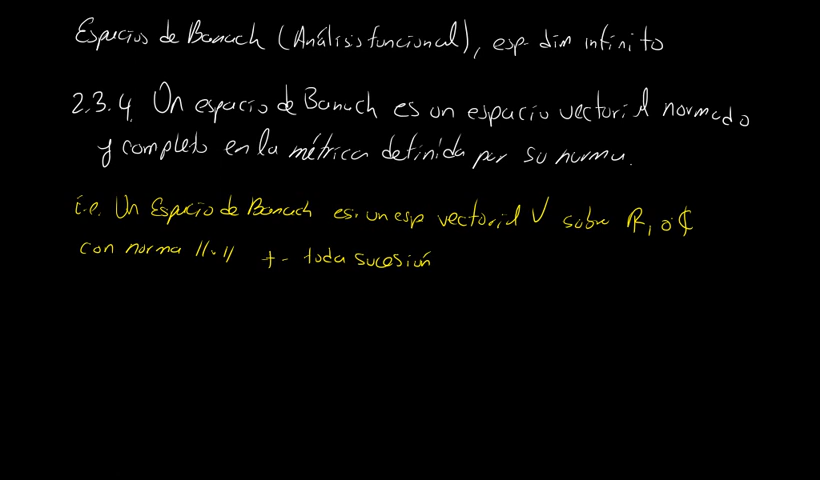 Espacios de Banach (Análisis funcional), esp. dim infinito
2.3.4. Un espacio de Banach es un espacio vectorial normado
y completo en la métrica definida por su norma.
i.e. Un Espacio de Banach es: un esp vectorial V sobre R, o ℂ
con norma ||·|| t- toda sucesión